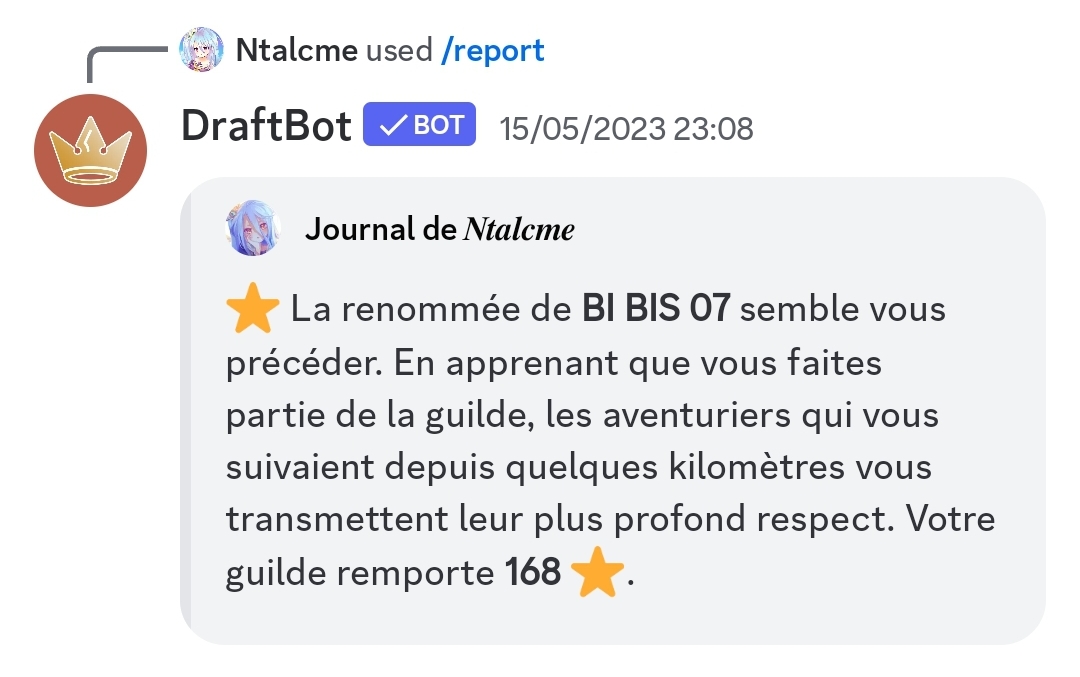 Ntalcme used /report
DraftBot ✓ BOT 15/05/2023 23:08
Journal de Ntalcme
⭐ La renommée de BI BIS 07 semble vous
précéder. En apprenant que vous faites
partie de la guilde, les aventuriers qui vous
suivaient depuis quelques kilomètres vous
transmettent leur plus profond respect. Votre
guilde remporte 168 ⭐.